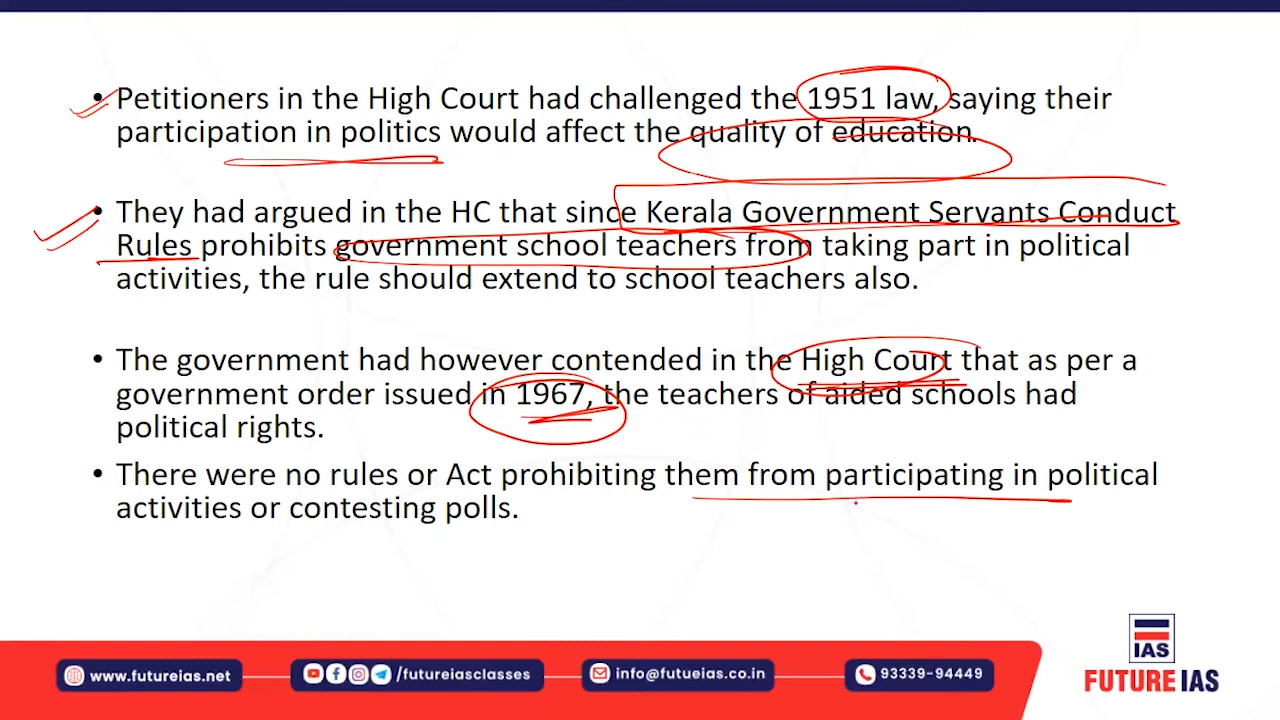 • Petitioners in the High Court had challenged the 1951 law, saying their
participation in politics would affect the quality of education.
• They had argued in the HC that since Kerala Government Servants Conduct
Rules prohibits government school teachers from taking part in political
activities, the rule should extend to school teachers also.
• The government had however contended in the High Court that as per a
government order issued in 1967, the teachers of aided schools had
political rights.
• There were no rules or Act prohibiting them from participating in political
activities or contesting polls.
www.futureias.net
/futureiasclasses
info@futueias.co.in
93339-94449
IAS
FUTURE IAS